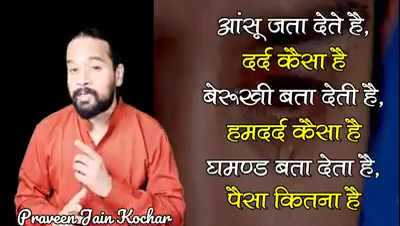 आंसू जता देते है,
दर्द कैसा है
बेरूखी बता देती है,
हमदर्द कैसा है
घमण्ड बता देता है,
पैसा कितना है
Praveen Jain Kochar